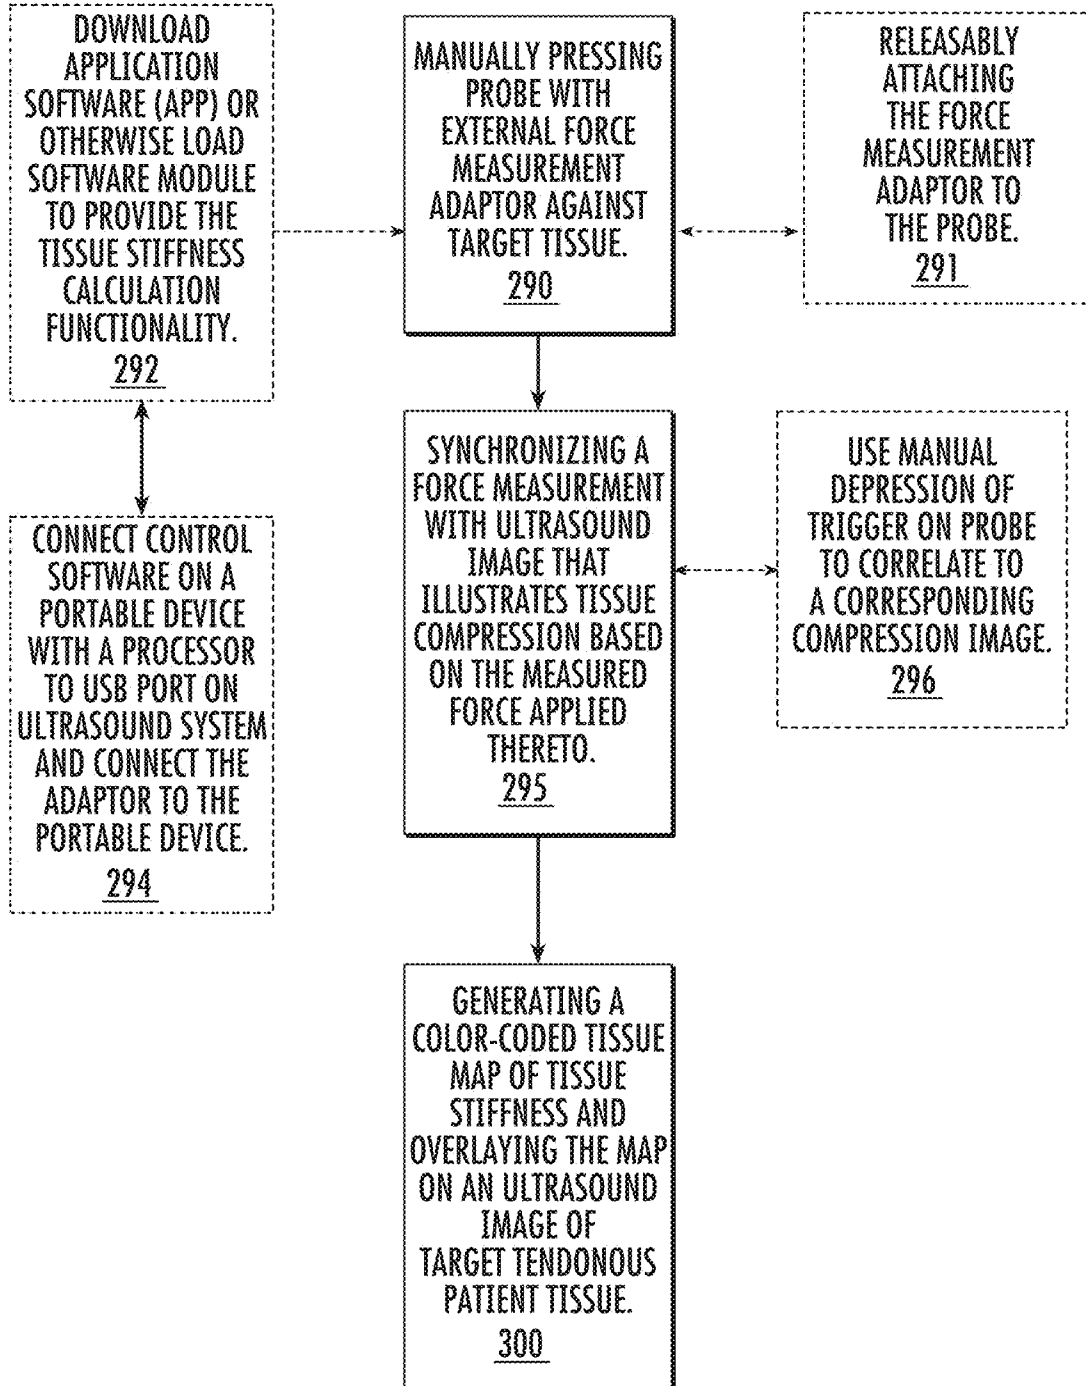 DOWNLOAD
APPLICATION
SOFTWARE (APP) OR
OTHERWISE LOAD
SOFTWARE MODULE
TO PROVIDE THE
TISSUE STIFFNESS
CALCULATION
FUNCTIONALITY.
292
MANUALLY PRESSING
PROBE WITH
EXTERNAL FORCE
MEASUREMENT
ADAPTOR AGAINST
TARGET TISSUE.
290
RELEASABLY
ATTACHING
THE FORCE
MEASUREMENT
ADAPTOR TO
THE PROBE.
291
CONNECT CONTROL
SOFTWARE ON A
PORTABLE DEVICE
WITH A PROCESSOR
TO USB PORT ON
ULTRASOUND SYSTEM
AND CONNECT THE
ADAPTOR TO THE
PORTABLE DEVICE.
294
SYNCHRONIZING A
FORCE MEASUREMENT
WITH ULTRASOUND
IMAGE THAT
ILLUSTRATES TISSUE
COMPRESSION BASED
ON THE MEASURED
FORCE APPLIED
THERETO.
295
USE MANUAL
DEPRESSION OF
TRIGGER ON PROBE
TO CORRELATE TO
A CORRESPONDING
COMPRESSION IMAGE.
296
GENERATING A
COLOR-CODED TISSUE
MAP OF TISSUE
STIFFNESS AND
OVERLAYING THE MAP
ON AN ULTRASOUND
IMAGE OF
TARGET TENDONOUS
PATIENT TISSUE.
300